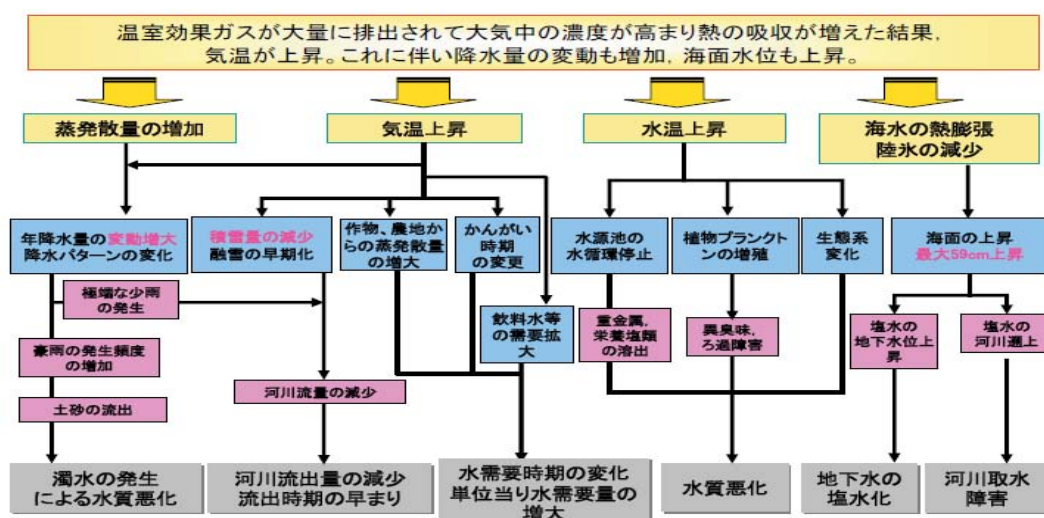 温室効果ガスが大量に排出されて大気中の濃度が高まり熱の吸収が増えた結果，
気温が上昇。これに伴い降水量の変動も増加，海面水位も上昇。
蒸発散量の増加
気温上昇
水温上昇
海水の熱膨張
陸氷の減少
年降水量の変動増大
降水パターンの変化
積雪量の減少
融雪の早期化
作物、農地か
らの蒸発散量
の増大
かんがい
時期
の変更
水源池の
水循環停止
植物プランクト
ンの増殖
生態系
変化
海面の上昇
最大59cm上昇
極端な少雨
の発生
豪雨の発生頻度
の増加
土砂の流出
河川流量の減少
飲料水等
の需要拡
大
重金属，
栄養塩類
の溶出
異臭味，
ろ過障害
塩水の
地下水位上
昇
塩水の
河川遡上
濁水の発生
による水質悪化
河川流出量の減少
流出時期の早まり
水需要時期の変化
単位当り水需要量の
増大
水質悪化
地下水の
塩水化
河川取水
障害